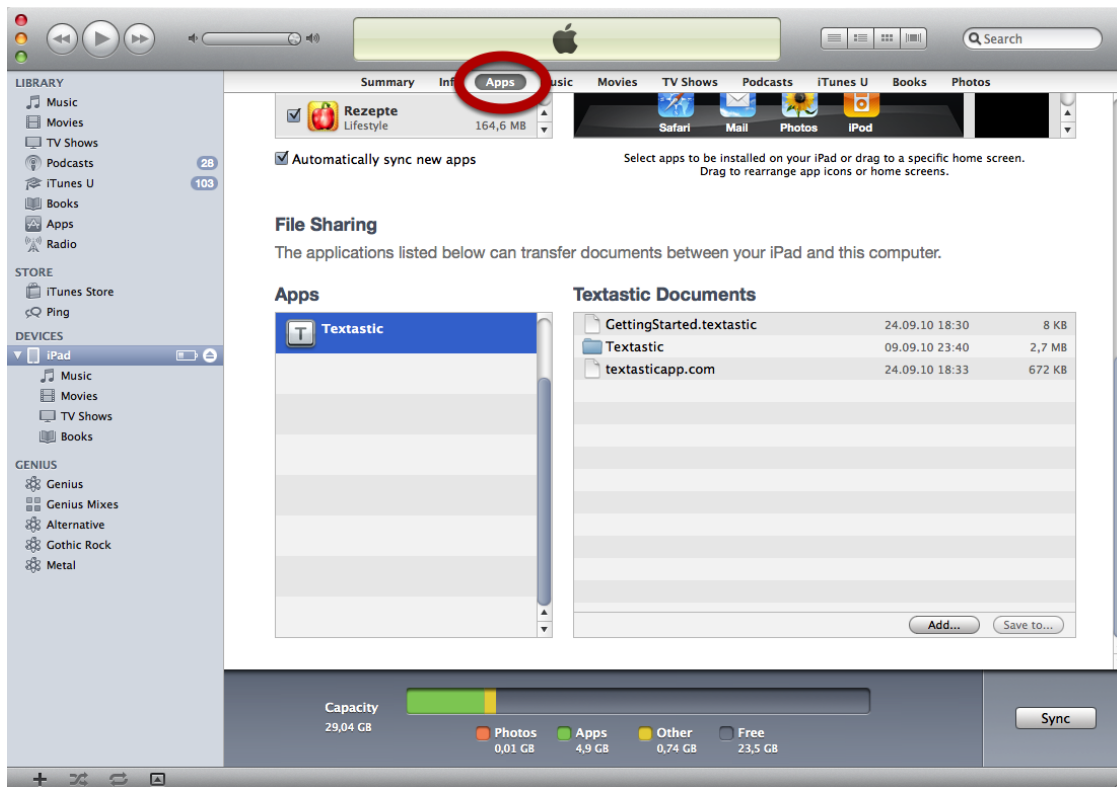 Search
LIBRARY
Music
Movies
TV Shows
Podcasts 28
iTunes U 103
Books
Apps
Radio
STORE
iTunes Store
Ping
DEVICES
iPad
Music
Movies
TV Shows
Books
GENIUS
Genius
Genius Mixes
Alternative
Gothic Rock
Metal
Summary Inf Apps usic Movies TV Shows Podcasts iTunes U Books Photos
Rezepte
Lifestyle 164,6 MB
Automatically sync new apps
Safari Mail Photos iPod
Select apps to be installed on your iPad or drag to a specific home screen.
Drag to rearrange app icons or home screens.
File Sharing
The applications listed below can transfer documents between your iPad and this computer.
Apps
T Textastic
Textastic Documents
GettingStarted.textastic 24.09.10 18:30 8 KB
Textastic 09.09.10 23:40 2,7 MB
textasticapp.com 24.09.10 18:33 672 KB
Add... Save to...
Capacity
29,04 GB
Photos Apps Other Free
0,01 GB 4,9 GB 0,74 GB 23,5 GB
Sync